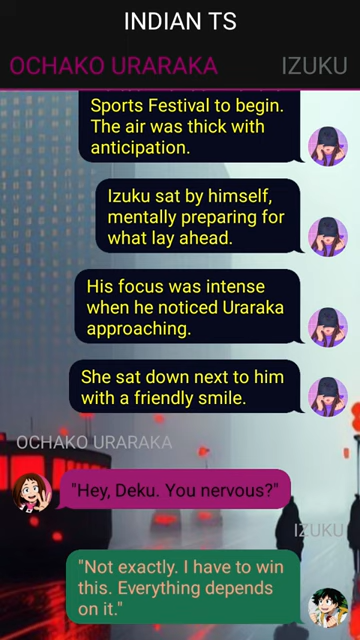 INDIAN TS
OCHAKO URARAKA
IZUKU
Sports Festival to begin.
The air was thick with
anticipation.
Izuku sat by himself,
mentally preparing for
what lay ahead.
His focus was intense
when he noticed Uraraka
approaching.
She sat down next to him
with a friendly smile.
OCHAKO URARAKA
"Hey, Deku. You nervous?"
IZUKU
"Not exactly. I have to win
this. Everything depends
on it."